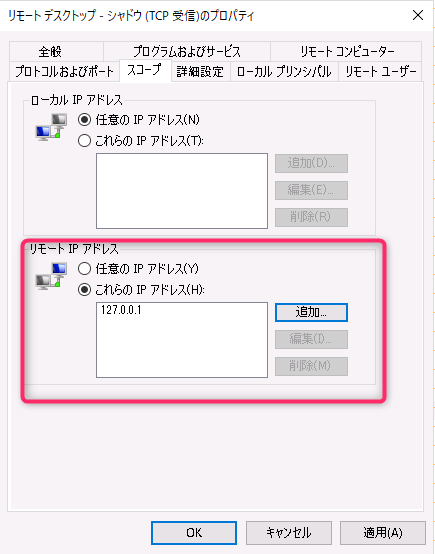 リモート デスクトップ - シャドウ (TCP 受信)のプロパティ
全般
プログラムおよびサービス
リモート コンピューター
プロトコルおよびポート
スコープ
詳細設定
ローカル プリンシパル
リモート ユーザー
ローカル IP アドレス
任意の IP アドレス(N)
これらの IP アドレス(T):
追加(D)...
編集(E)...
削除(R)
リモート IP アドレス
任意の IP アドレス(Y)
これらの IP アドレス(H):
127.0.0.1
追加...
編集(I)...
削除(M)
OK
キャンセル
適用(A)